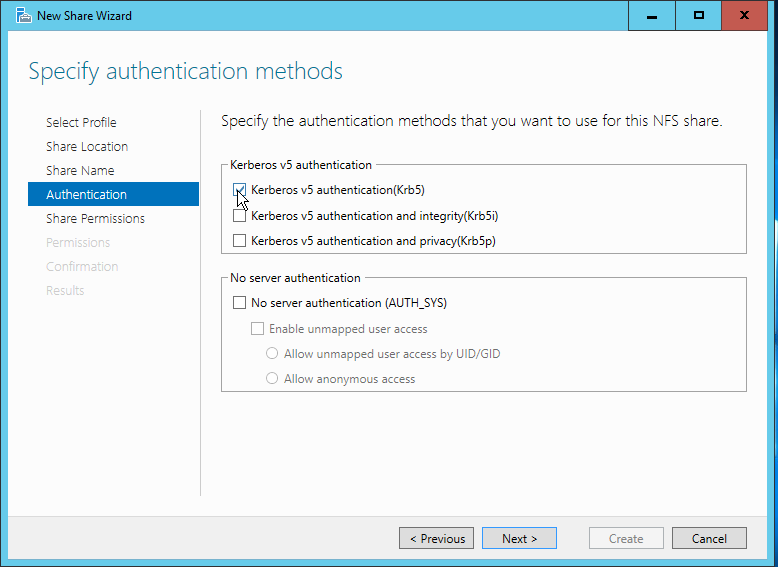 New Share Wizard
Specify authentication methods
Select Profile
Share Location
Share Name
Authentication
Share Permissions
Permissions
Confirmation
Results
Specify the authentication methods that you want to use for this NFS share.
Kerberos v5 authentication
Kerberos v5 authentication(Krb5)
Kerberos v5 authentication and integrity(Krb5i)
Kerberos v5 authentication and privacy(Krb5p)
No server authentication
No server authentication (AUTH_SYS)
Enable unmapped user access
Allow unmapped user access by UID/GID
Allow anonymous access
< Previous
Next >
Create
Cancel